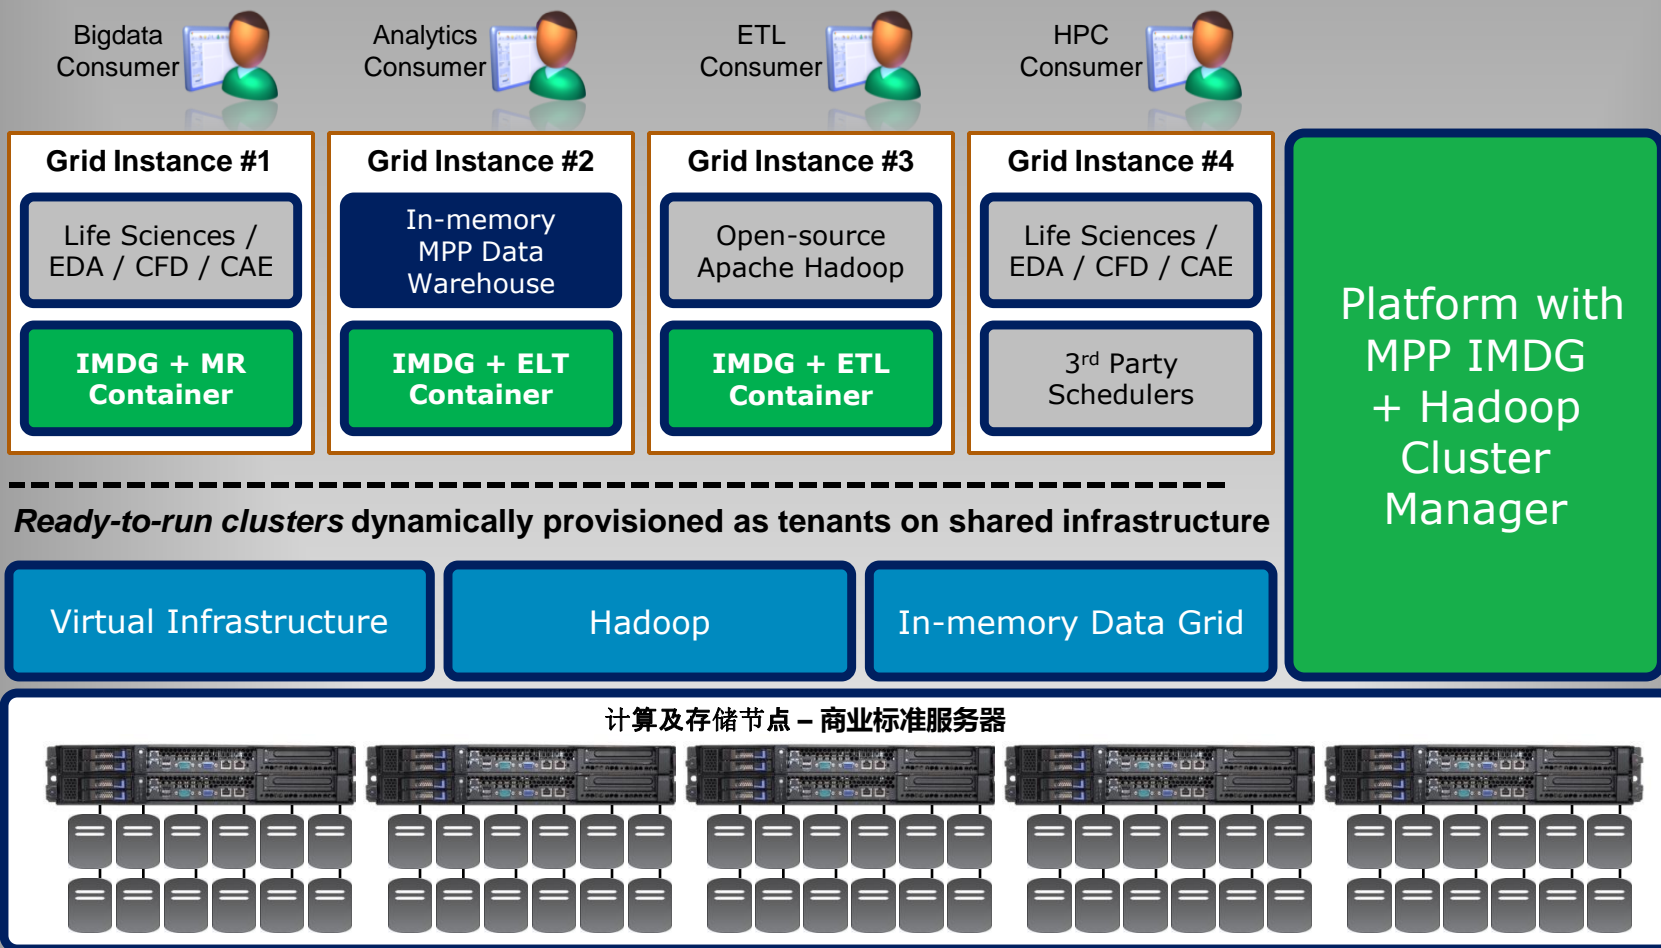 Bigdata
Consumer
Analytics
Consumer
ETL
Consumer
HPC
Consumer
Grid Instance #1
Life Sciences /
EDA / CFD / CAE
IMDG + MR
Container
Grid Instance #2
In-memory
MPP Data
Warehouse
IMDG + ELT
Container
Grid Instance #3
Open-source
Apache Hadoop
IMDG + ETL
Container
Grid Instance #4
Life Sciences /
EDA / CFD / CAE
3rd Party
Schedulers
Platform with
MPP IMDG
+ Hadoop
Cluster
Manager
Ready-to-run clusters dynamically provisioned as tenants on shared infrastructure
Virtual Infrastructure
Hadoop
In-memory Data Grid
计算及存储节点 – 商业标准服务器